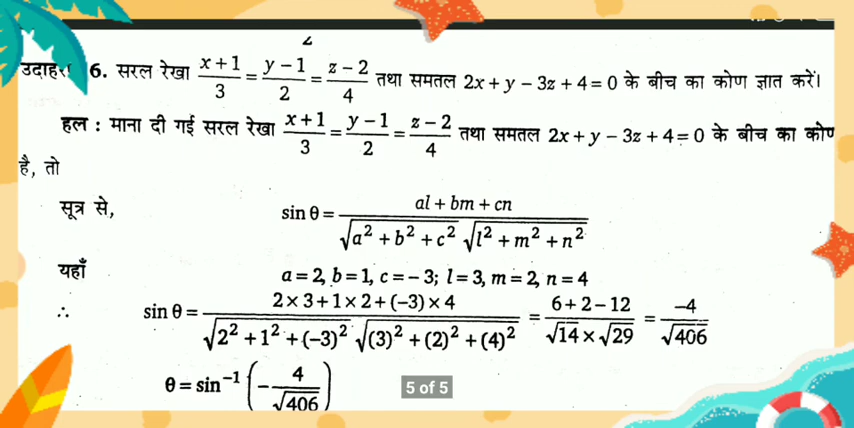 उदाहरण 6. सरल रेखा (x + 1)/3 = (y − 1)/2 = (z − 2)/4 तथा समतल 2x + y − 3z + 4 = 0 के बीच का कोण ज्ञात करें।
हल : माना दी गई सरल रेखा (x + 1)/3 = (y − 1)/2 = (z − 2)/4 तथा समतल 2x + y − 3z + 4 = 0 के बीच का कोण
है, तो
सूत्र से, sin θ = (al + bm + cn)/(√(a² + b² + c²) √(l² + m² + n²))
यहाँ a = 2, b = 1, c = − 3; l = 3, m = 2, n = 4
∴ sin θ = (2 × 3 + 1 × 2 + (−3) × 4)/(√(2² + 1² + (−3)²) √((3)² + (2)² + (4)²)) = (6 + 2 − 12)/(√14 × √29) = −4/√406
θ = sin⁻¹ (− 4/√406)
5 of 5